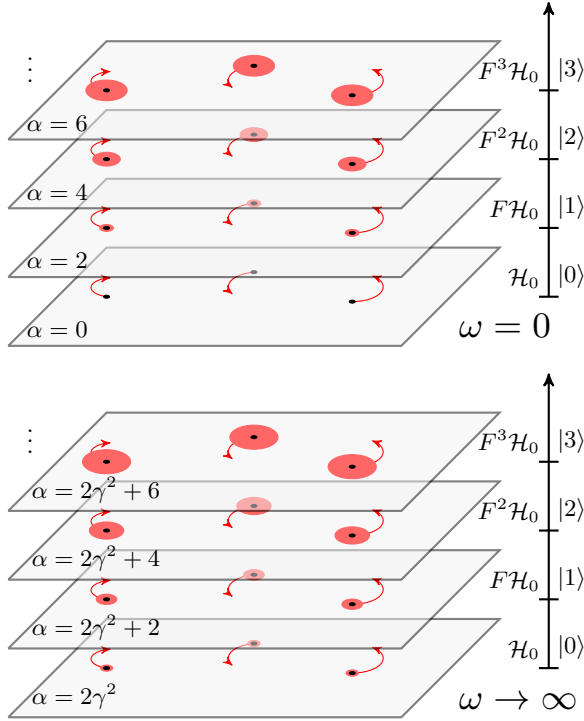 ⋮ F³ℋ₀ |3⟩
α = 6
F²ℋ₀ |2⟩
α = 4
Fℋ₀ |1⟩
α = 2
ℋ₀ |0⟩
α = 0
ω = 0
⋮ F³ℋ₀ |3⟩
α = 2γ² + 6
F²ℋ₀ |2⟩
α = 2γ² + 4
Fℋ₀ |1⟩
α = 2γ² + 2
ℋ₀ |0⟩
α = 2γ²
ω → ∞